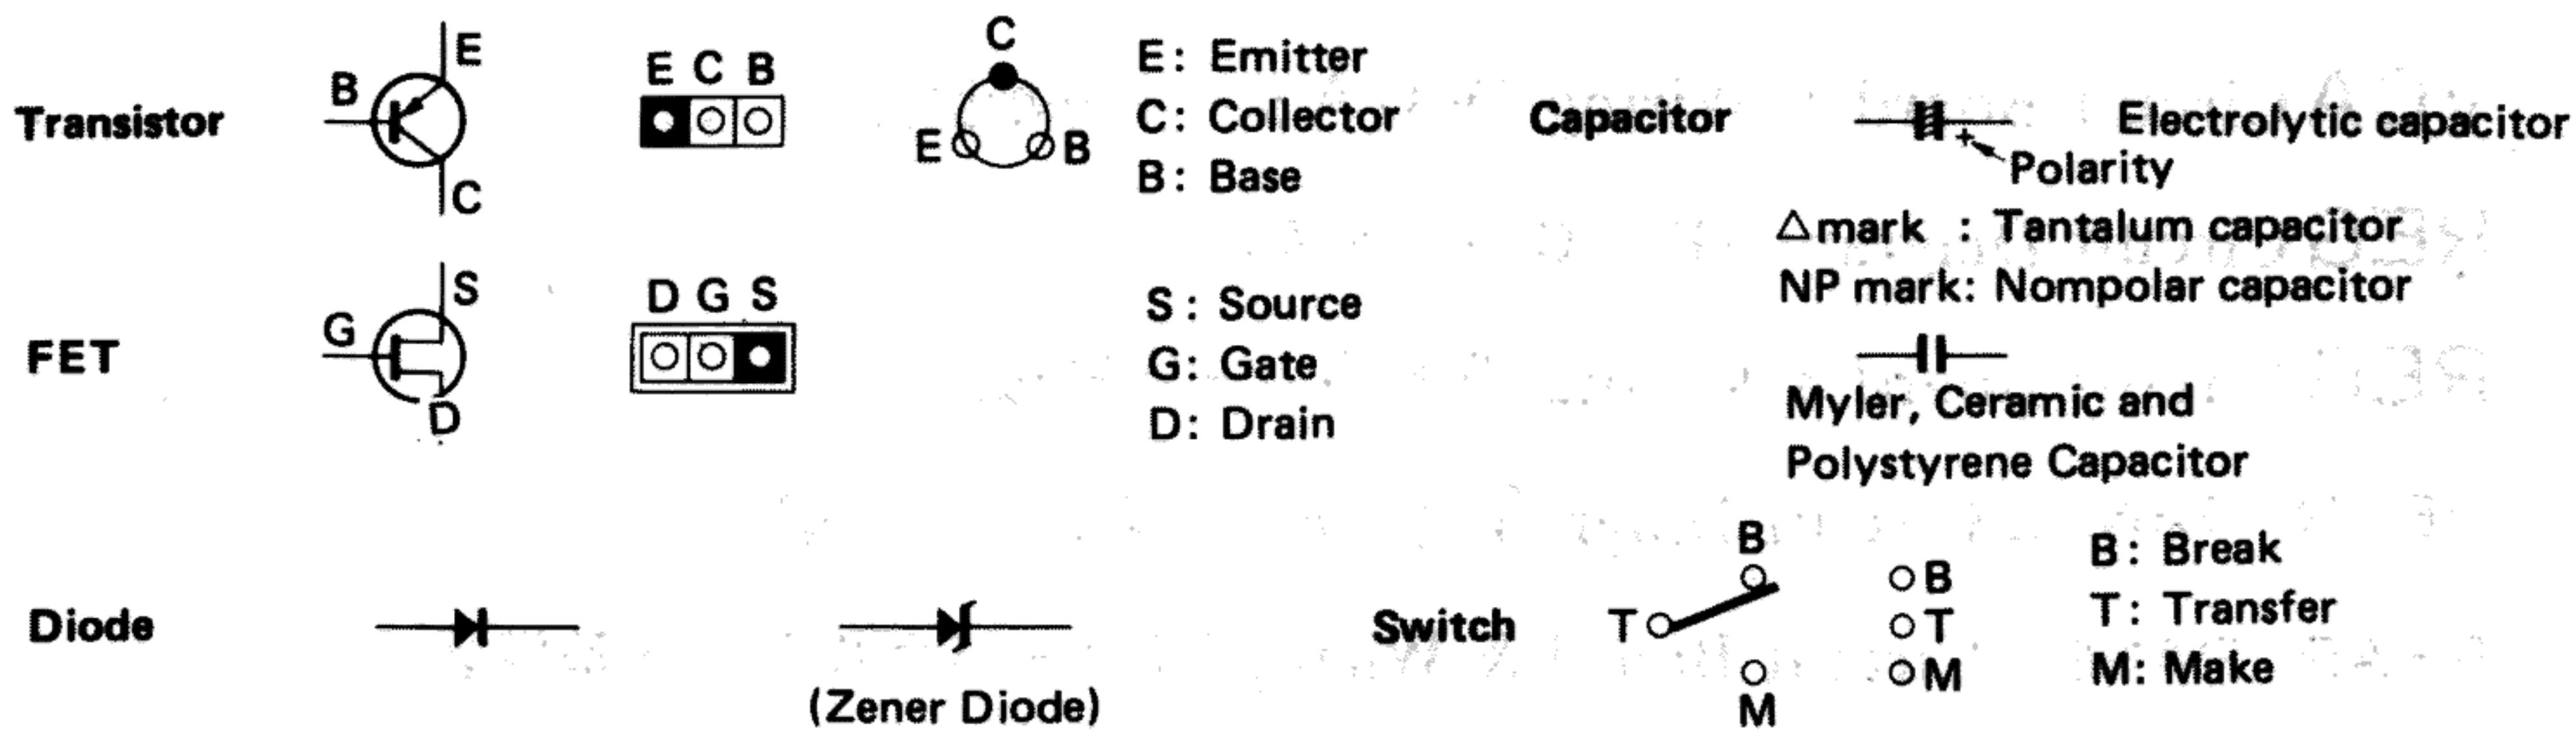 Transistor
B
E
C
E C B
C
E
B
E: Emitter
C: Collector
B: Base
Capacitor
+
Electrolytic capacitor
Polarity
△mark : Tantalum capacitor
NP mark: Nompolar capacitor
Myler, Ceramic and
Polystyrene Capacitor
FET
G
S
D
D G S
S: Source
G: Gate
D: Drain
Diode
(Zener Diode)
Switch
B
T
M
B
T
M
B: Break
T: Transfer
M: Make